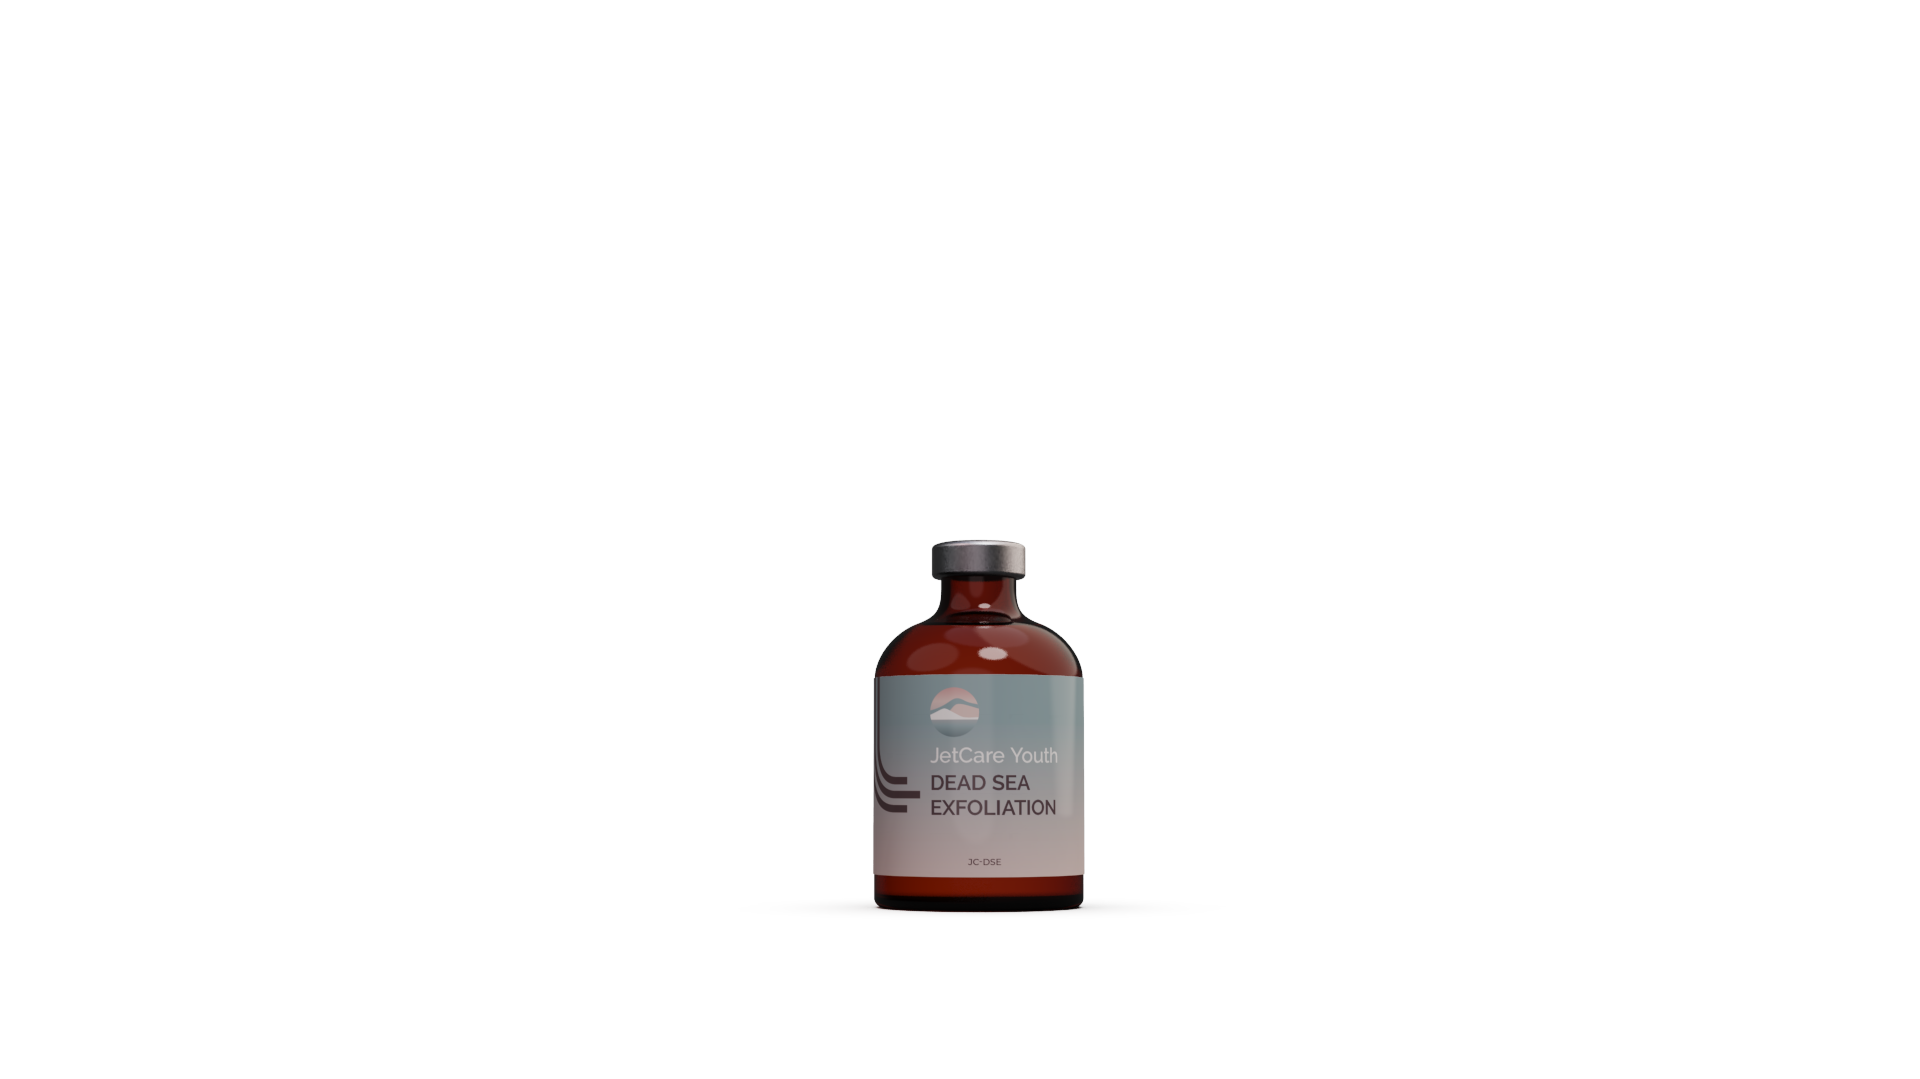 JetCare Youth
DEAD SEA
EXFOLIATION
JC-DSE